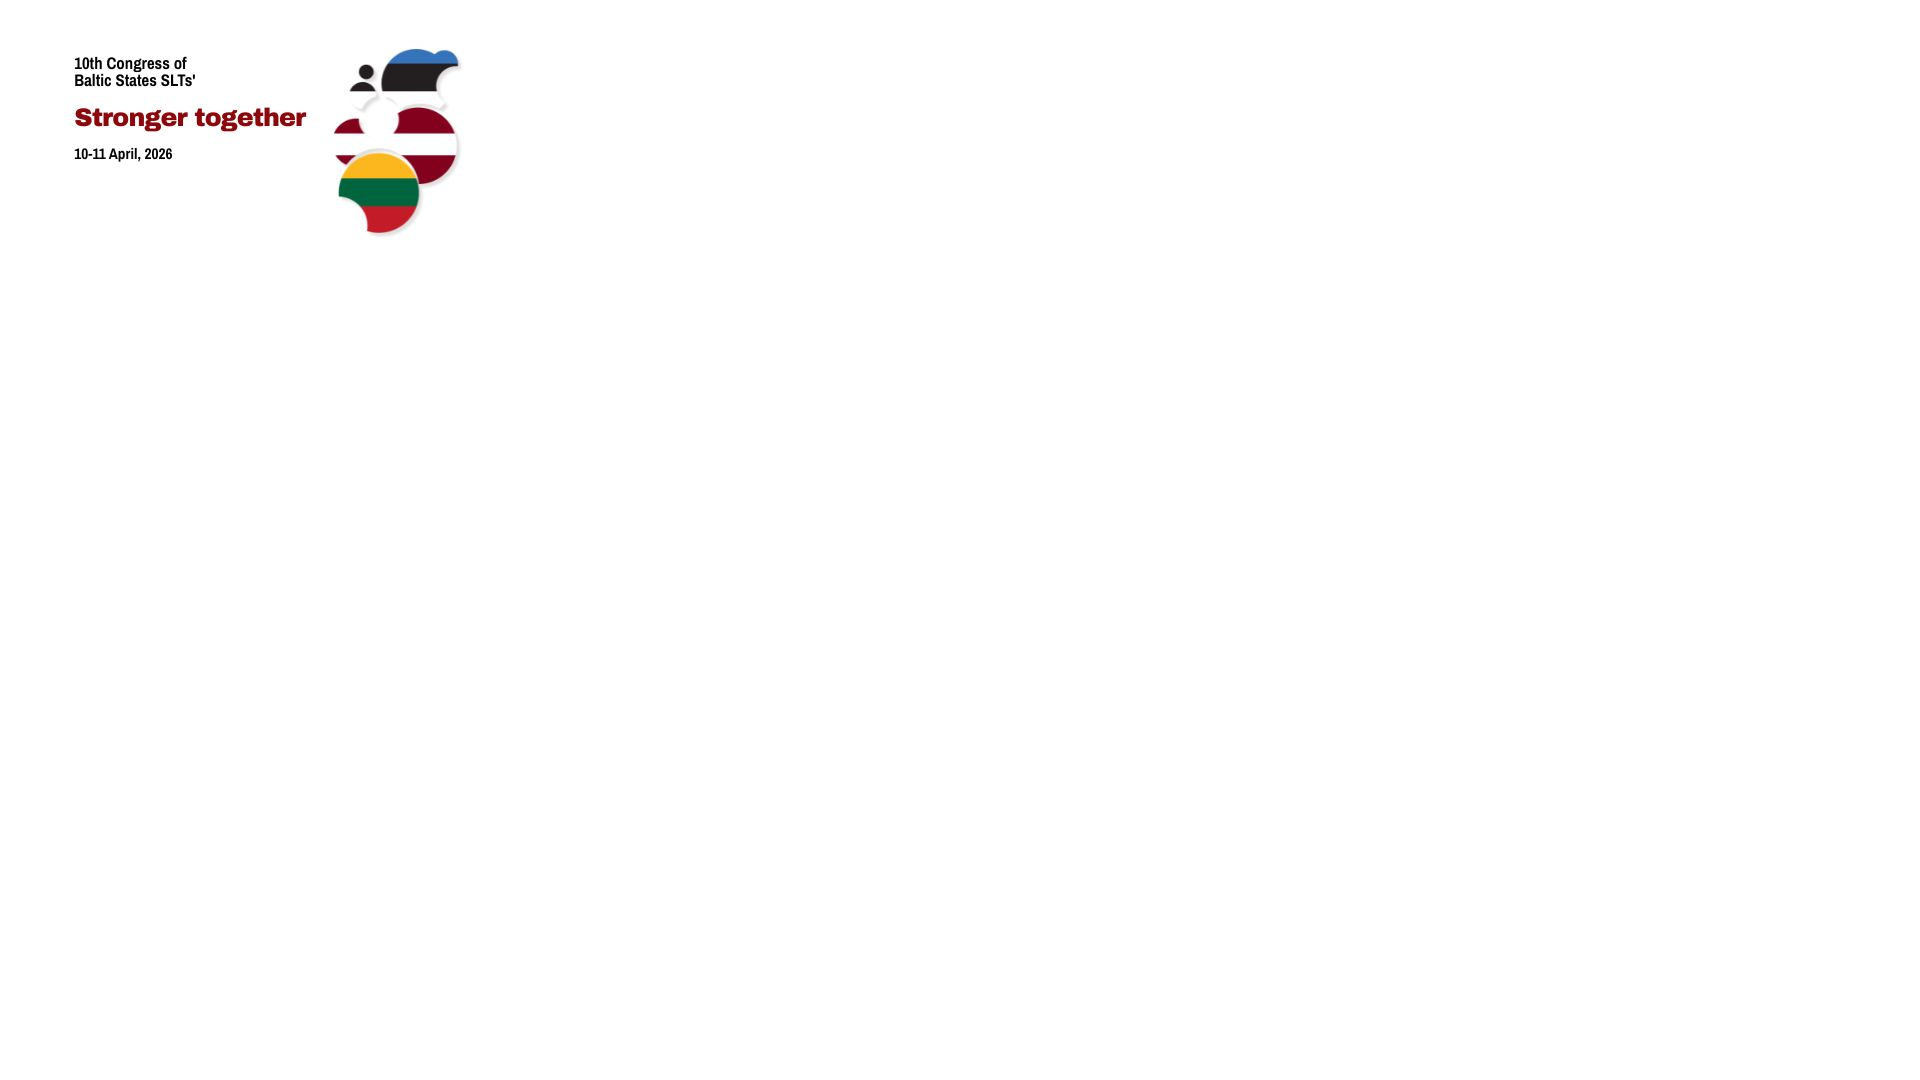 10th Congress of
Baltic States SLTs'
Stronger together
10-11 April, 2026